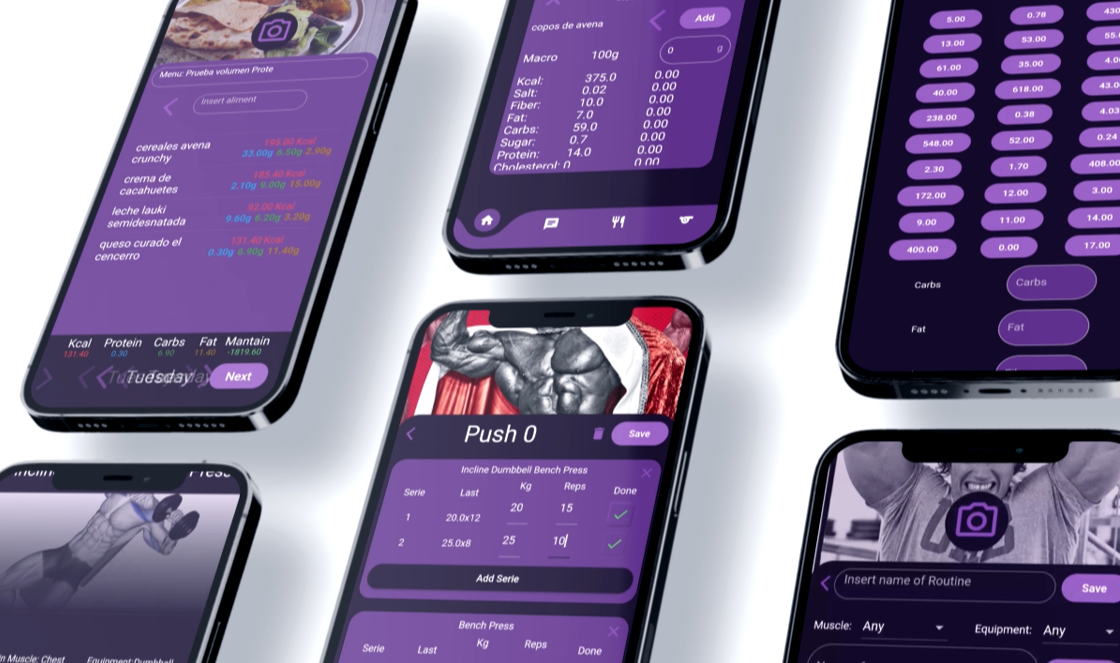 Menu: Prueba volumen Prote
Insert aliment
cereales avena
crunchy
195.00 Kcal
33.00g 6.50g 2.90g
crema de
cacahuetes
185.40 Kcal
2.10g 9.00g 15.00g
leche lauki
semidesnatada
92.00 Kcal
9.60g 6.20g 3.20g
queso curado el
cencerro
131.40 Kcal
0.30g 6.90g 11.40g
Kcal Protein Carbs Fat Mantain
131.40 0.30 6.90 11.40 -1819.60
Tuesday Next
Add
copos de avena
Macro 100g 0 g
Kcal: 375.0 0.00
Salt: 0.02 0.00
Fiber: 10.0 0.00
Fat: 7.0 0.00
Carbs: 59.0 0.00
Sugar: 0.7 0.00
Protein: 14.0 0.00
Cholesterol: 0 0.00
5.00 0.78 430
13.00 53.00 55.
61.00 35.00 4.0
40.00 618.00 43.0
238.00 0.38 4.03
548.00 52.00 0.24
2.30 1.70 408.00
172.00 12.00 3.00
9.00 11.00 14.00
400.00 0.00 17.00
Carbs Carbs
Fat Fat
Push 0 Save
Incline Dumbbell Bench Press
Serie Last Kg Reps Done
1 20.0x12 20 15
2 25.0x8 25 10
Add Serie
Bench Press
Serie Last Kg Reps Done
n Muscle: Chest Equipment:Dumbbell
Insert name of Routine Save
Muscle: Any Equipment: Any